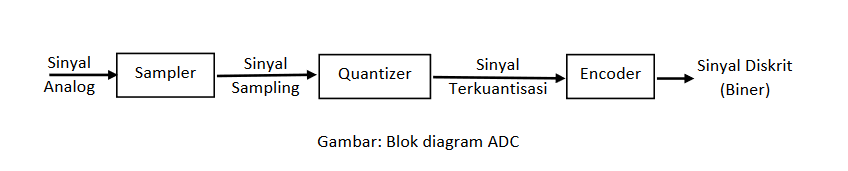 Sinyal
Analog
Sampler
Sinyal
Sampling
Quantizer
Sinyal
Terkuantisasi
Encoder
Sinyal Diskrit
(Biner)
Gambar: Blok diagram ADC